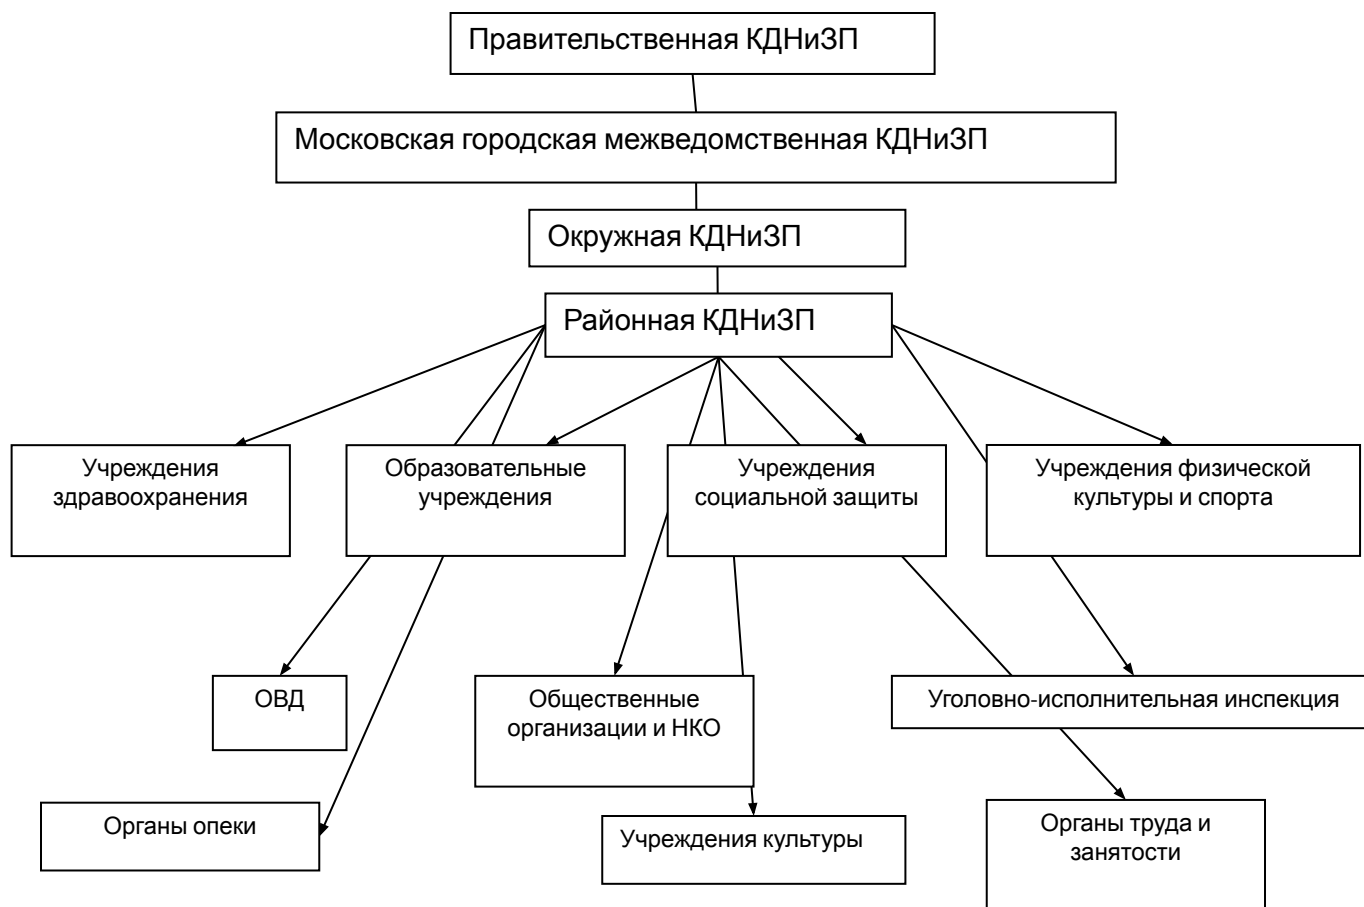 Правительственная КДНиЗП
Московская городская межведомственная КДНиЗП
Окружная КДНиЗП
Районная КДНиЗП
Учреждения
здравоохранения
Образовательные
учреждения
Учреждения
социальной защиты
Учреждения физической
культуры и спорта
ОВД
Общественные
организации и НКО
Уголовно-исполнительная инспекция
Органы опеки
Учреждения культуры
Органы труда и
занятости